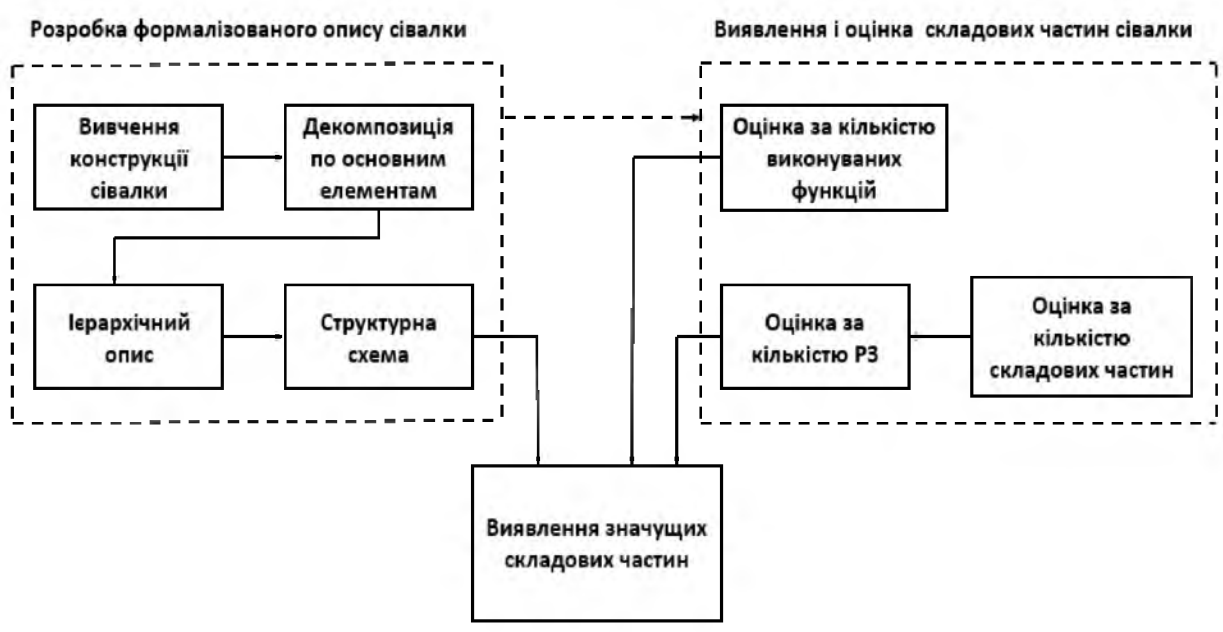 Розробка формалізованого опису сівалки
Виявлення і оцінка складових частин сівалки
Вивчення
конструкції
сівалки
Декомпозиція
по основним
елементам
Оцінка за кількістю
виконуваних
функцій
Ієрархічний
опис
Структурна
схема
Оцінка за
кількістю РЗ
Оцінка за
кількістю
складових частин
Виявлення значущих
складових частин